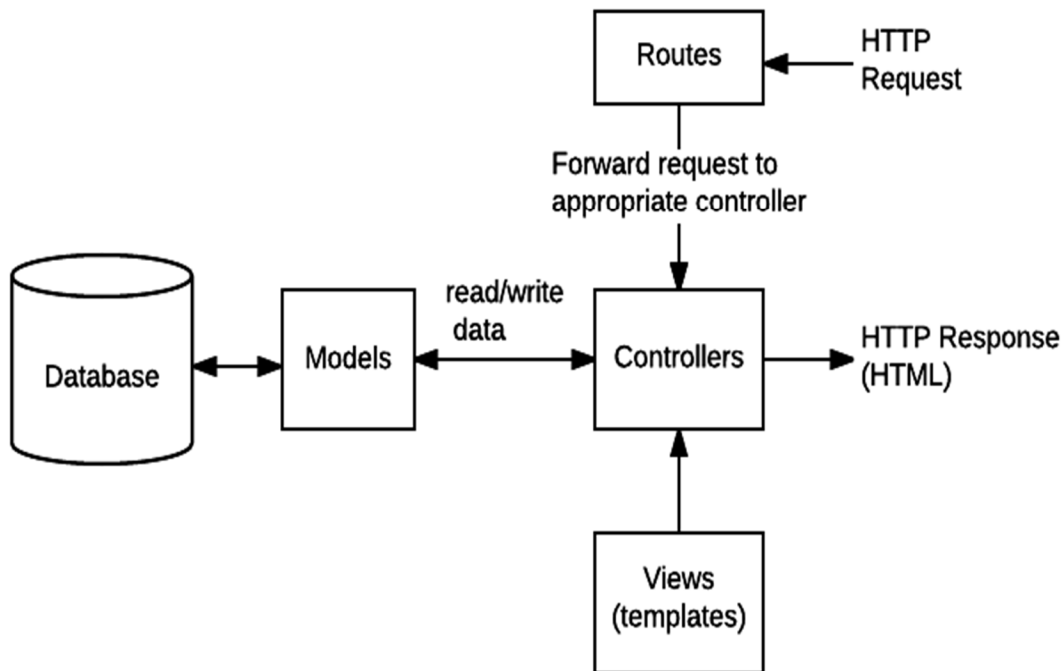 Routes
HTTP
Request
Forward request to
appropriate controller
read/write
data
Database
Models
Controllers
HTTP Response
(HTML)
Views
(templates)